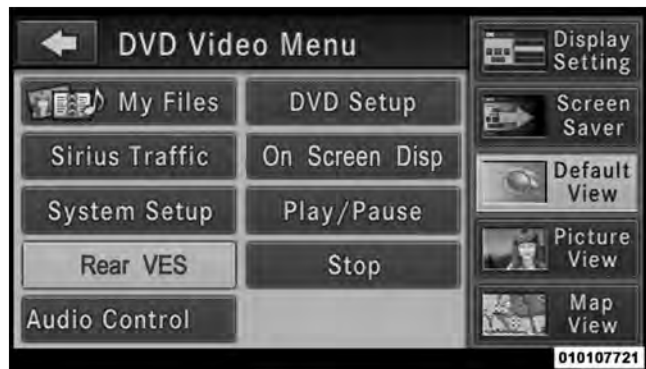 DVD Video Menu
My Files
DVD Setup
Sirius Traffic
On Screen Disp
System Setup
Play/Pause
Rear VES
Stop
Audio Control
Display
Setting
Screen
Saver
Default
View
Picture
View
Map
View
010107721